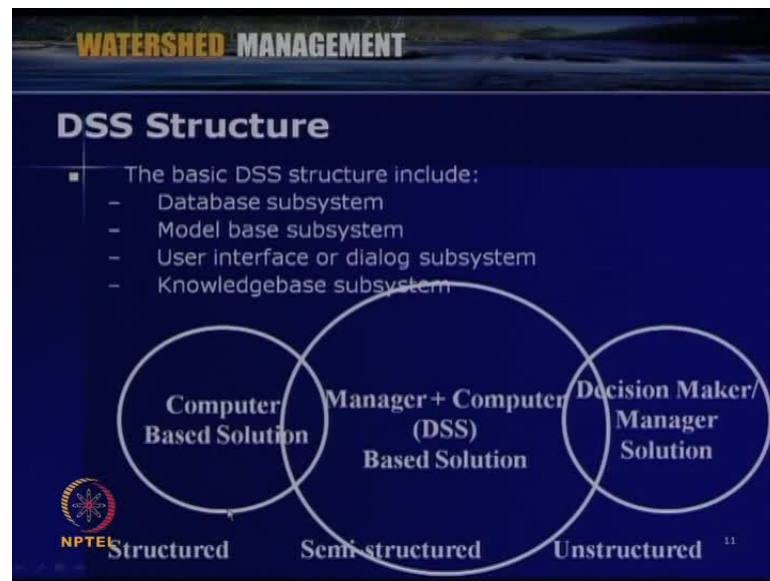 WATERSHED MANAGEMENT
DSS Structure
The basic DSS structure include:
– Database subsystem
– Model base subsystem
– User interface or dialog subsystem
– Knowledgebase subsystem
Computer
Based Solution
Manager + Computer
(DSS)
Based Solution
Decision Maker/
Manager
Solution
NPTEL
Structured
Semi-structured
Unstructured
11